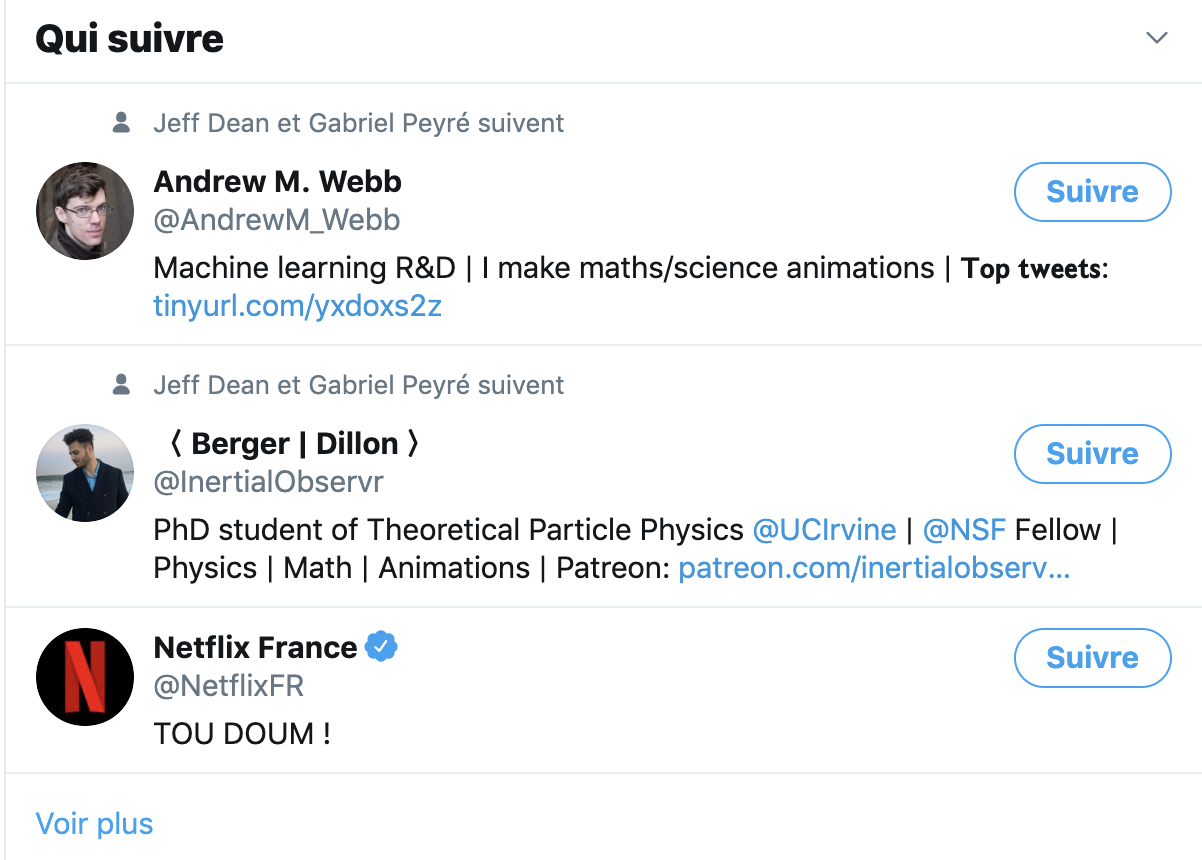 Qui suivre
Jeff Dean et Gabriel Peyré suivent
Andrew M. Webb
@AndrewM_Webb
Suivre
Machine learning R&D | I make maths/science animations | 𝗧𝗼𝗽 𝘁𝘄𝗲𝗲𝘁𝘀:
tinyurl.com/yxdoxs2z
Jeff Dean et Gabriel Peyré suivent
〈 Berger | Dillon 〉
@InertialObservr
Suivre
PhD student of Theoretical Particle Physics @UCIrvine | @NSF Fellow |
Physics | Math | Animations | Patreon: patreon.com/inertialobserv…
N
Netflix France
@NetflixFR
Suivre
TOU DOUM !
Voir plus